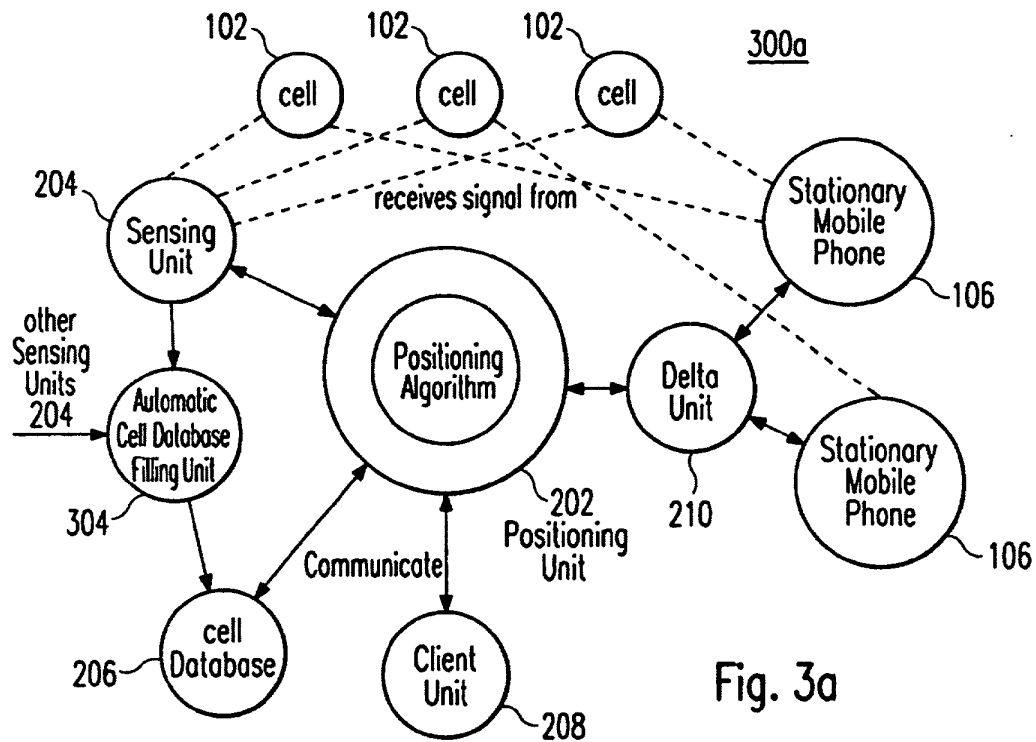 102
102
102
300a
cell
cell
cell
204
Sensing
Unit
receives signal from
Stationary
Mobile
Phone
106
other
Sensing
Units
204
Automatic
Cell Database
Filling Unit
304
Positioning
Algorithm
Delta
Unit
210
Stationary
Mobile
Phone
106
202
Positioning
Unit
Communicate
cell
Database
206
Client
Unit
208
Fig. 3a